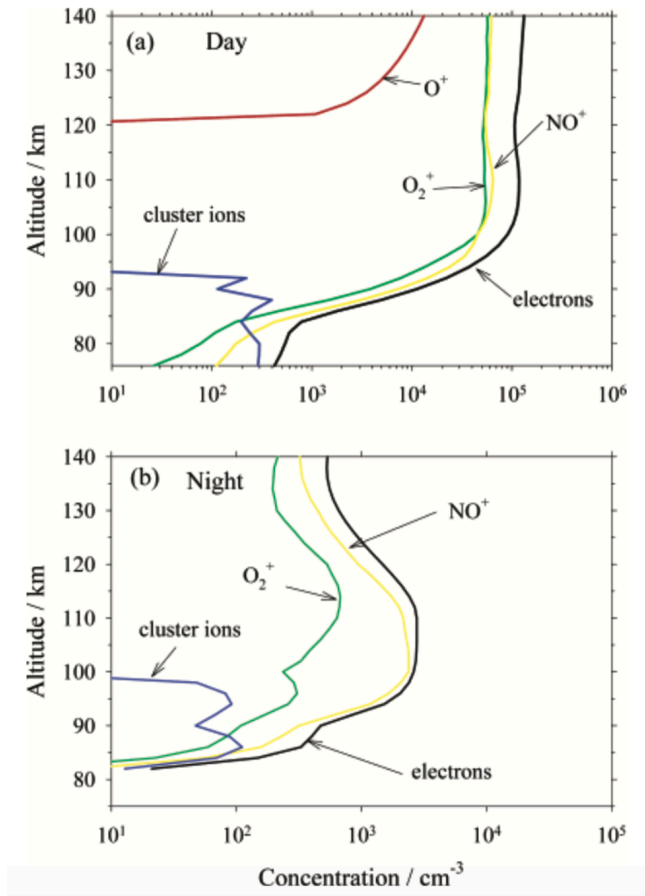 140
(a) Day
130
O⁺
120
NO⁺
110
O₂⁺
Altitude / km
cluster ions
100
90
electrons
80
10¹ 10² 10³ 10⁴ 10⁵ 10⁶
140
(b) Night
130
NO⁺
120
O₂⁺
110
Altitude / km
cluster ions
100
90
electrons
80
10¹ 10² 10³ 10⁴ 10⁵
Concentration / cm⁻³